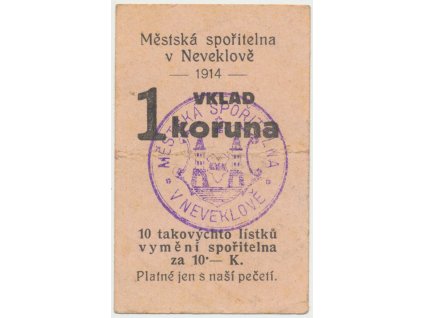 Městská spořitelna
v Neveklově
— 1914 —
VKLAD
1 koruna
MĚSTSKÁ SPOŘITELNA
* V NEVEKLOVĚ *
10 takovýchto lístků
vymění spořitelna
za 10·— K.
Platné jen s naší pečetí.